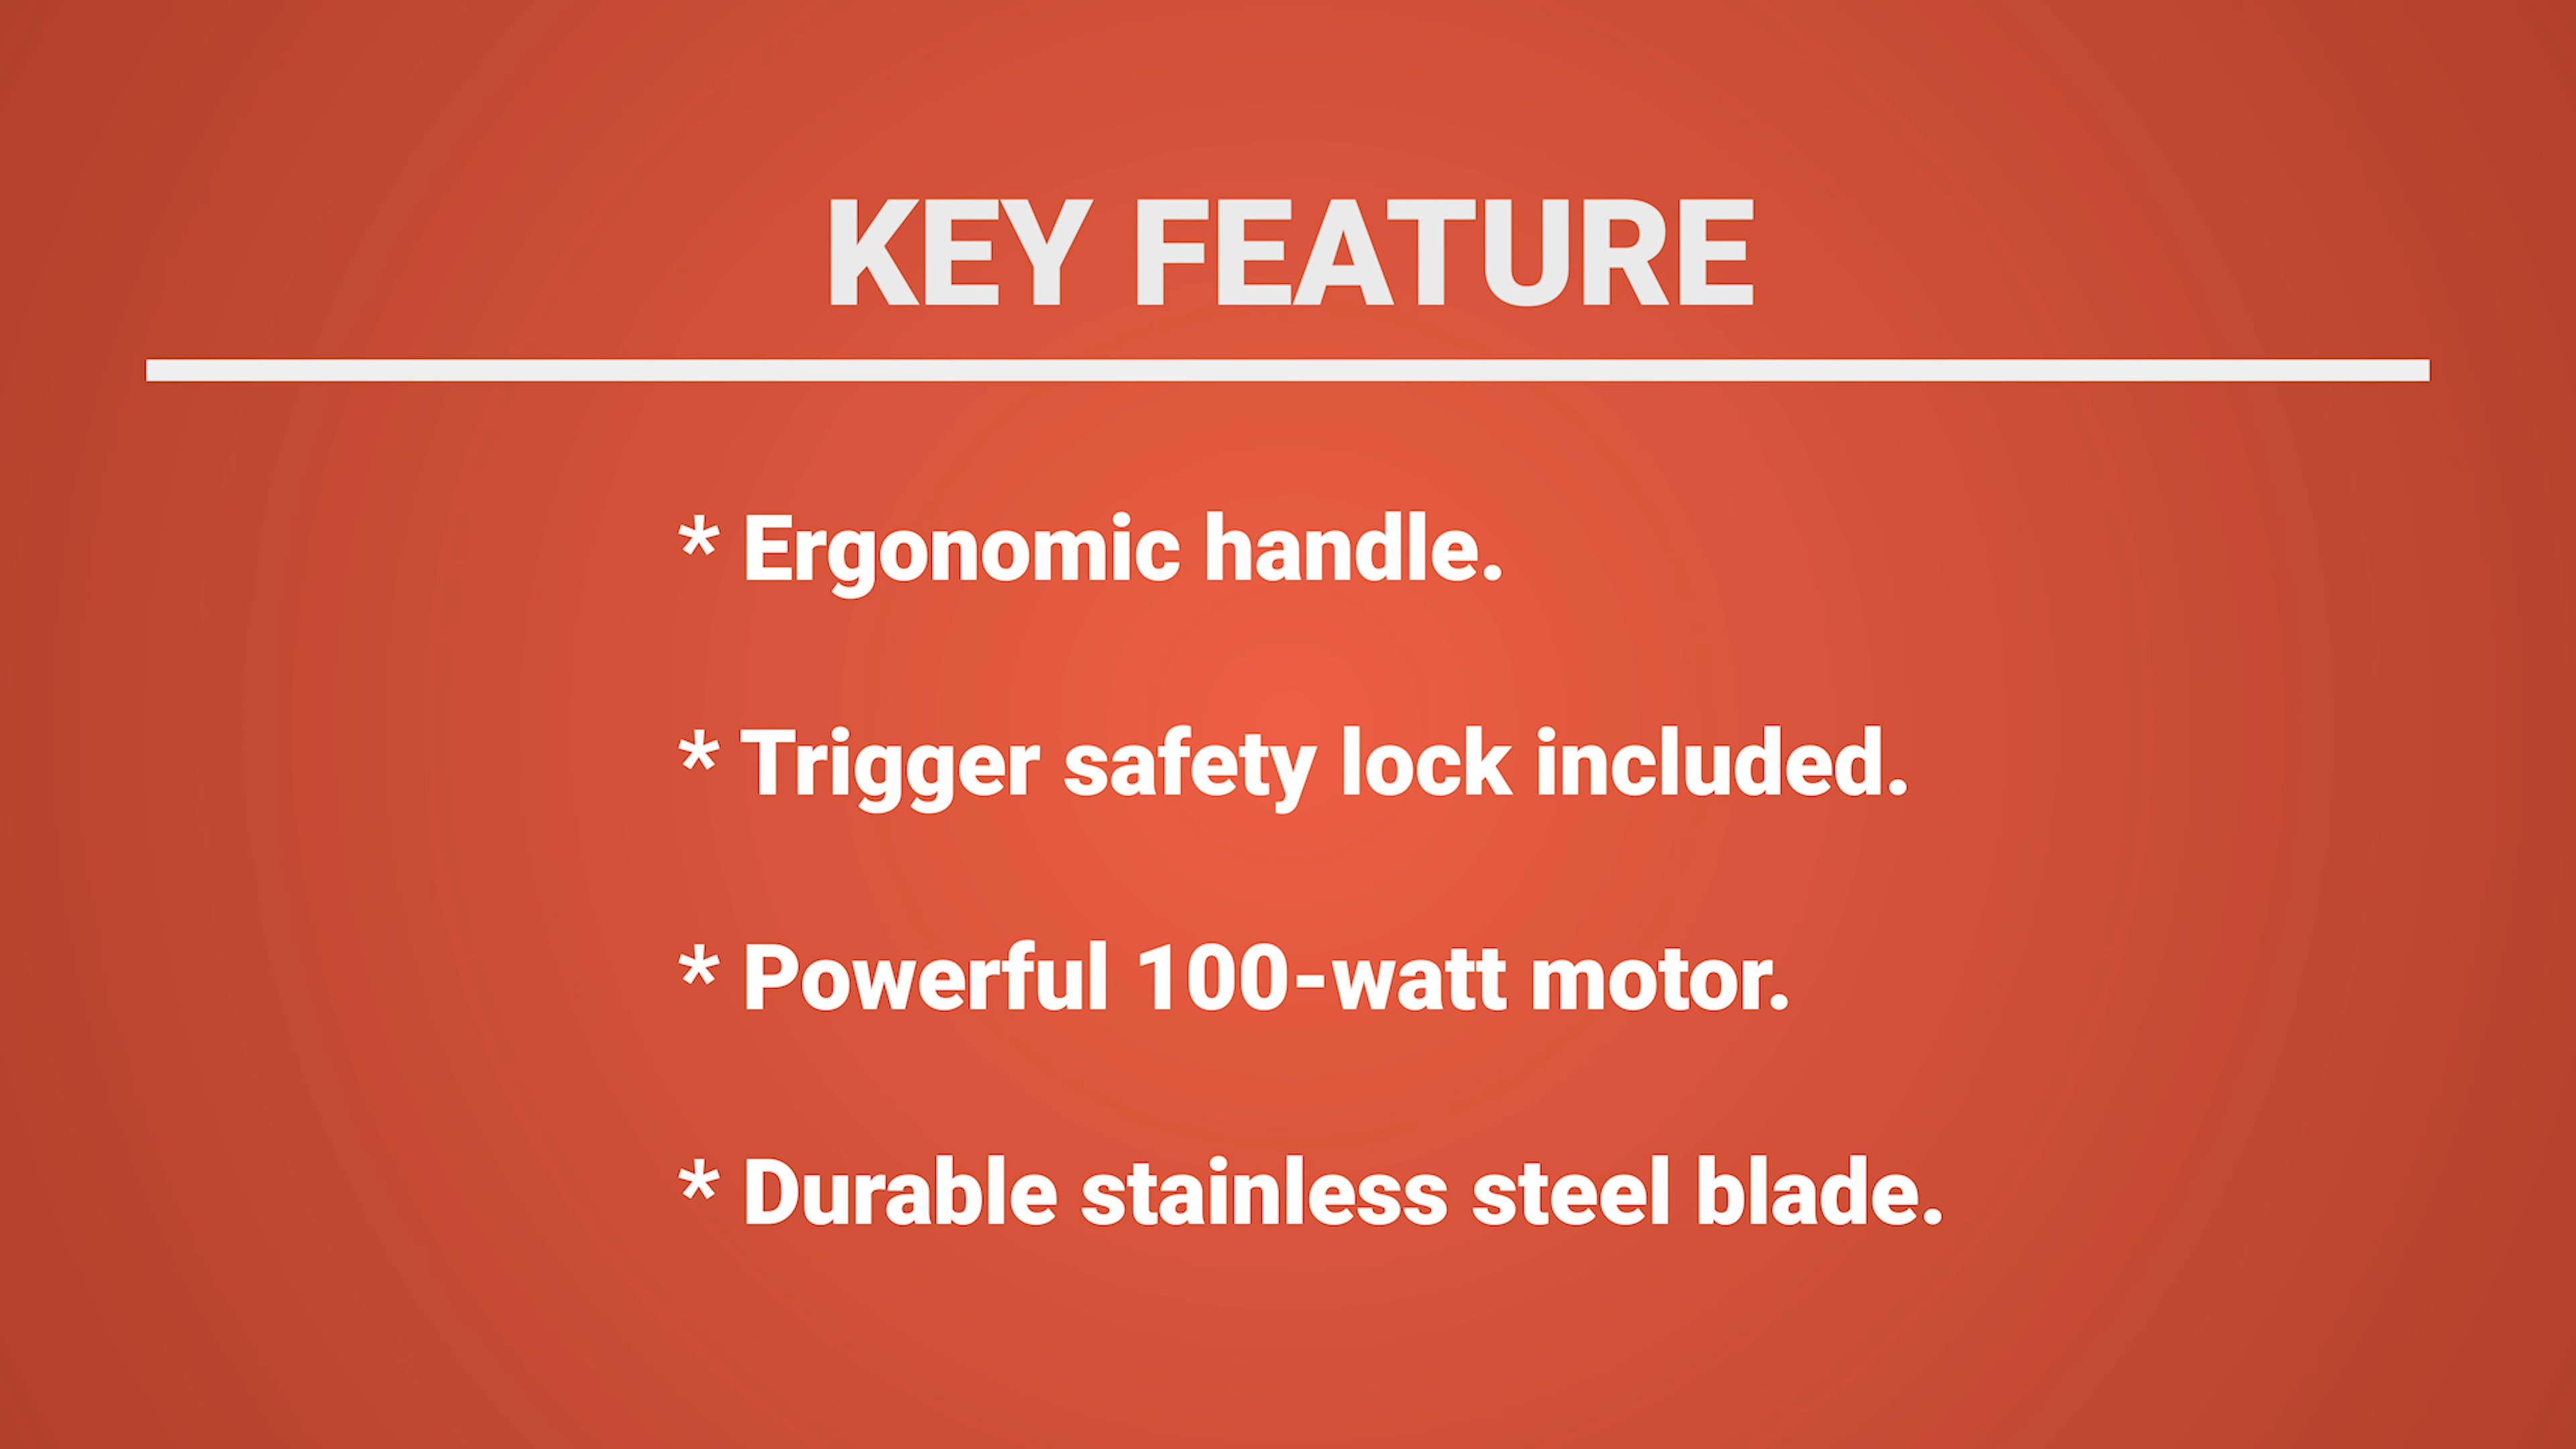 KEY FEATURE
* Ergonomic handle.
* Trigger safety lock included.
* Powerful 100-watt motor.
* Durable stainless steel blade.